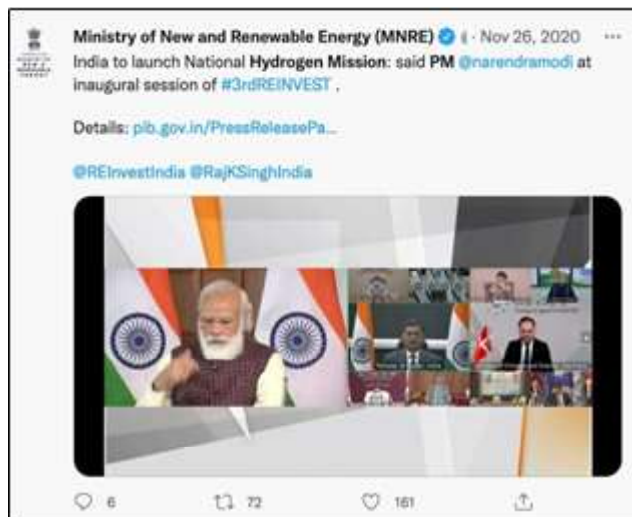 Ministry of New and Renewable Energy (MNRE) · Nov 26, 2020 ...
India to launch National Hydrogen Mission: said PM @narendramodi at
inaugural session of #3rdREINVEST .
Details: pib.gov.in/PressReleasePa...
@REInvestIndia @RajKSinghIndia
6 72 161